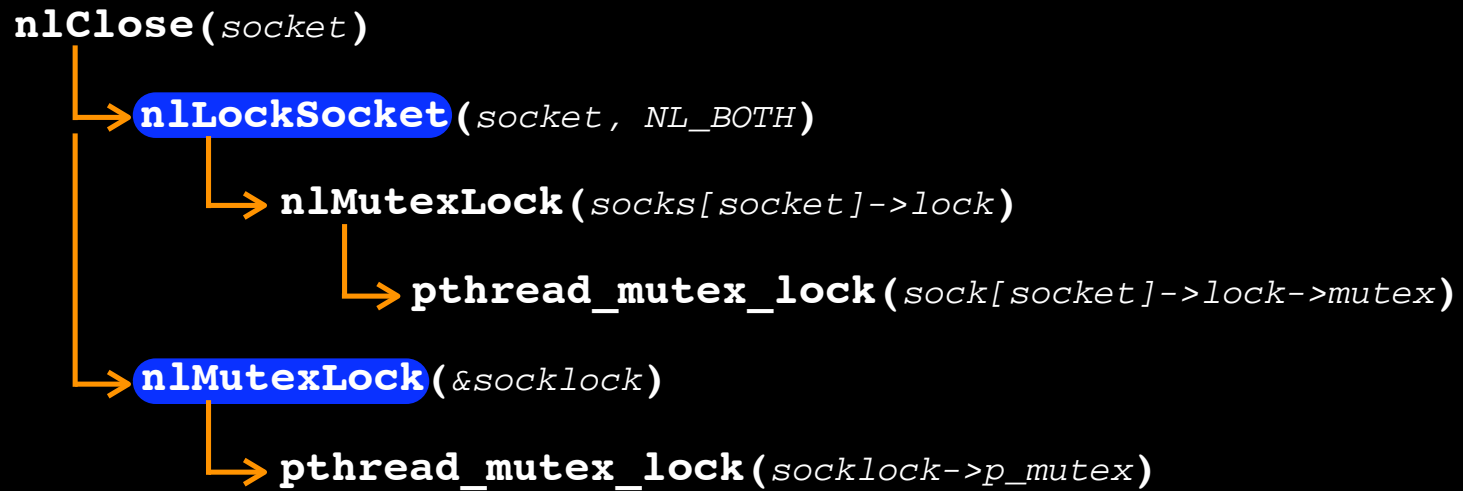 nlClose(socket)
nlLockSocket(socket, NL_BOTH)
nlMutexLock(socks[socket]->lock)
pthread_mutex_lock(sock[socket]->lock->mutex)
nlMutexLock(&socklock)
pthread_mutex_lock(socklock->p_mutex)